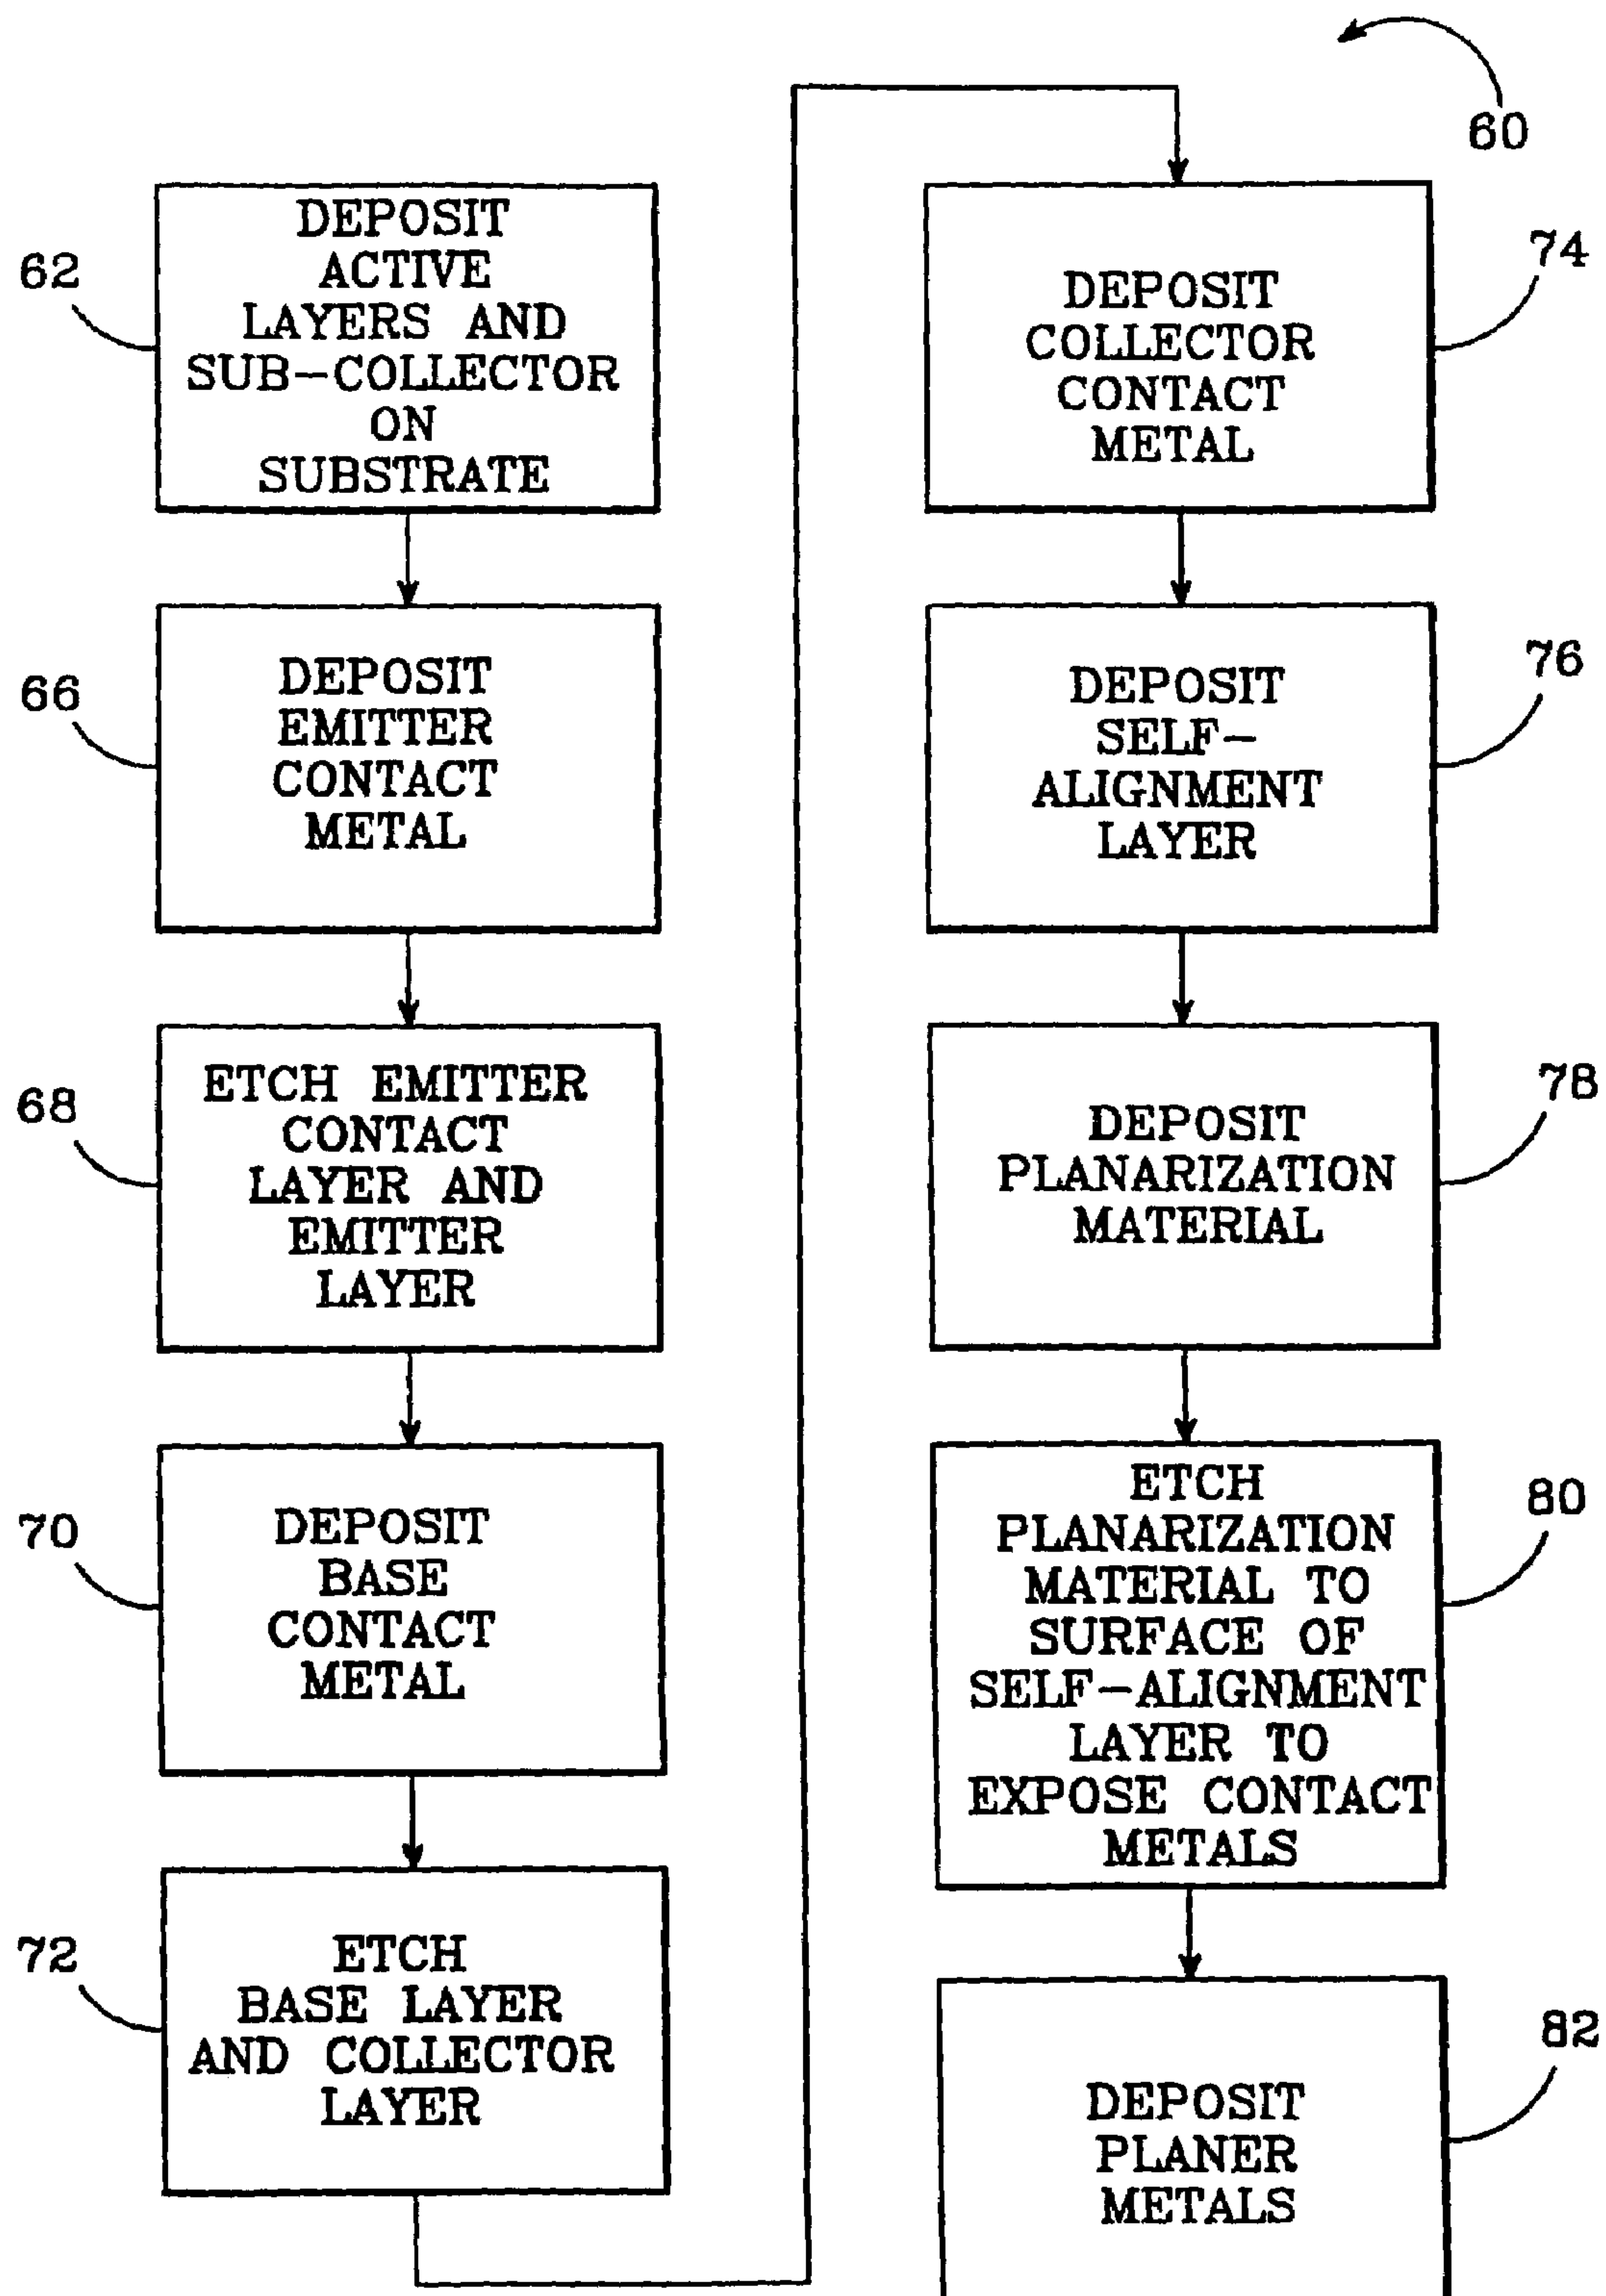 60
62
DEPOSIT
ACTIVE
LAYERS AND
SUB-COLLECTOR
ON
SUBSTRATE
66
DEPOSIT
EMITTER
CONTACT
METAL
68
ETCH EMITTER
CONTACT
LAYER AND
EMITTER
LAYER
70
DEPOSIT
BASE
CONTACT
METAL
72
ETCH
BASE LAYER
AND COLLECTOR
LAYER
74
DEPOSIT
COLLECTOR
CONTACT
METAL
76
DEPOSIT
SELF-
ALIGNMENT
LAYER
78
DEPOSIT
PLANARIZATION
MATERIAL
80
ETCH
PLANARIZATION
MATERIAL TO
SURFACE OF
SELF-ALIGNMENT
LAYER TO
EXPOSE CONTACT
METALS
82
DEPOSIT
PLANER
METALS